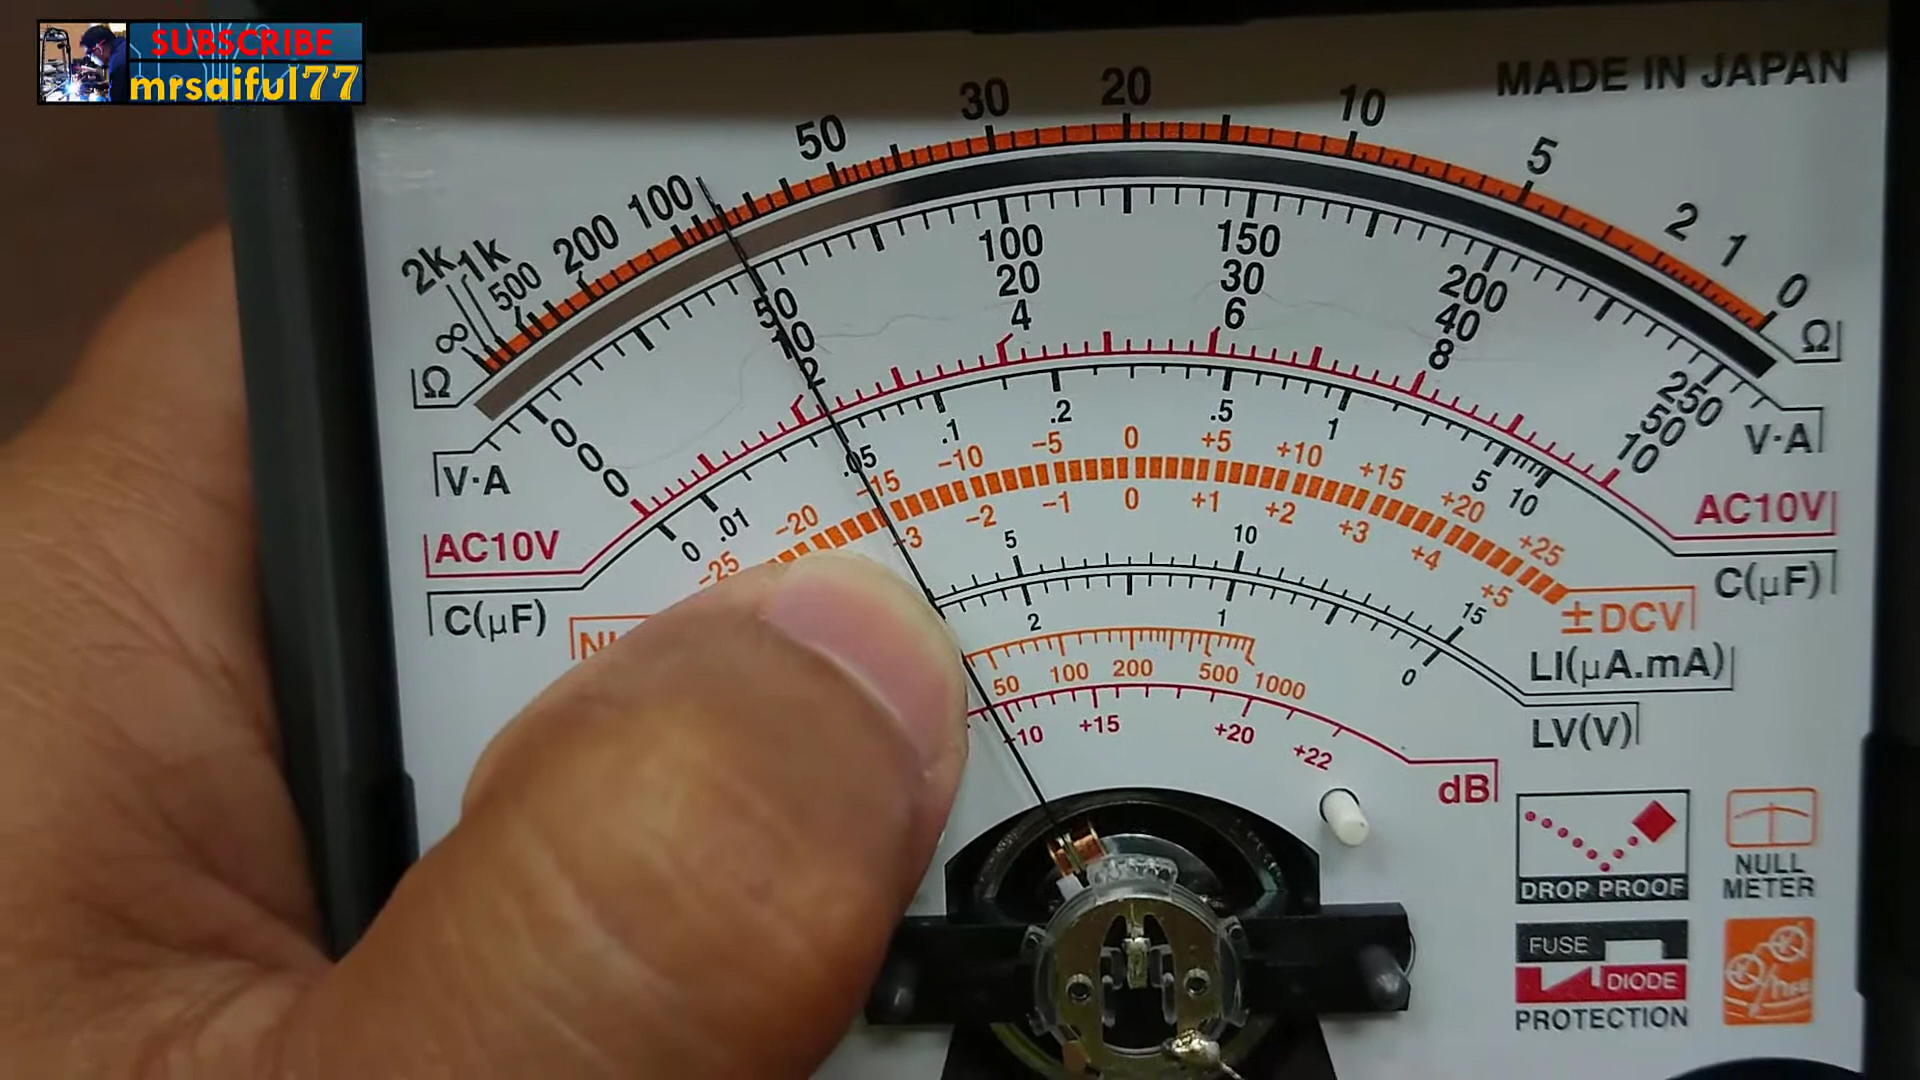 SUBSCRIBE
mrsaiful77
MADE IN JAPAN
Ω ∞ 2k 1k 500 200 100 50 30 20 10 5 2 1 0 Ω
V·A 0 50 100 150 200 250 V·A
0 10 20 30 40 50
0 2 4 6 8 10
AC10V AC10V
C(μF) 0 .01 .05 .1 .2 .5 1 5 10 C(μF)
-25 -20 -15 -10 -5 0 +5 +10 +15 +20 +25
-3 -2 -1 0 +1 +2 +3 +4 +5 ±DCV
5 10 15 LI(μA.mA)
2 1 0 LV(V)
50 100 200 500 1000
+10 +15 +20 +22 dB
DROP PROOF
NULL
METER
FUSE
DIODE
PROTECTION